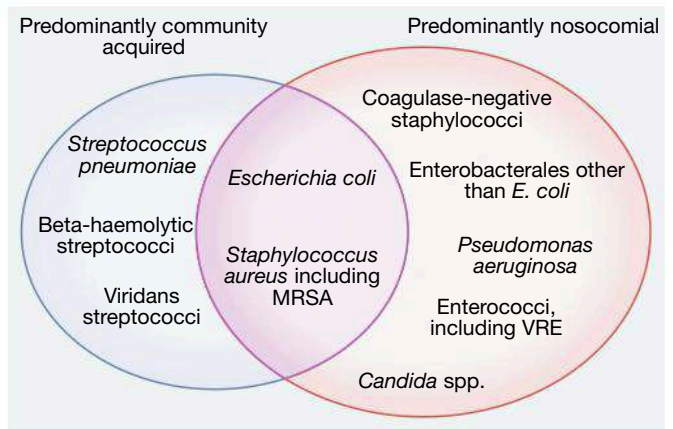 Predominantly community
acquired
Predominantly nosocomial
Streptococcus
pneumoniae
Beta-haemolytic
streptococci
Viridans
streptococci
Escherichia coli
Staphylococcus
aureus including
MRSA
Coagulase-negative
staphylococci
Enterobacterales other
than E. coli
Pseudomonas
aeruginosa
Enterococci,
including VRE
Candida spp.